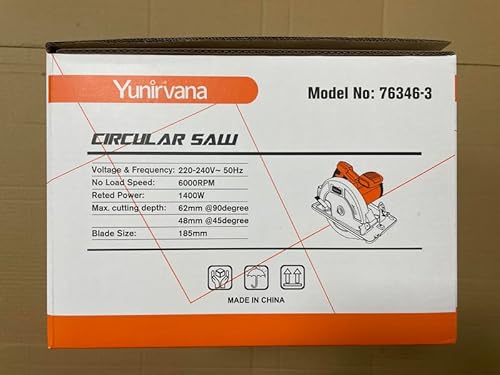 Yunirvana
Model No: 76346-3
CIRCULAR SAW
Voltage & Frequency: 220-240V~ 50Hz
No Load Speed: 6000RPM
Reted Power: 1400W
Max. cutting depth: 62mm @90degree
48mm @45degree
Blade Size: 185mm
MADE IN CHINA